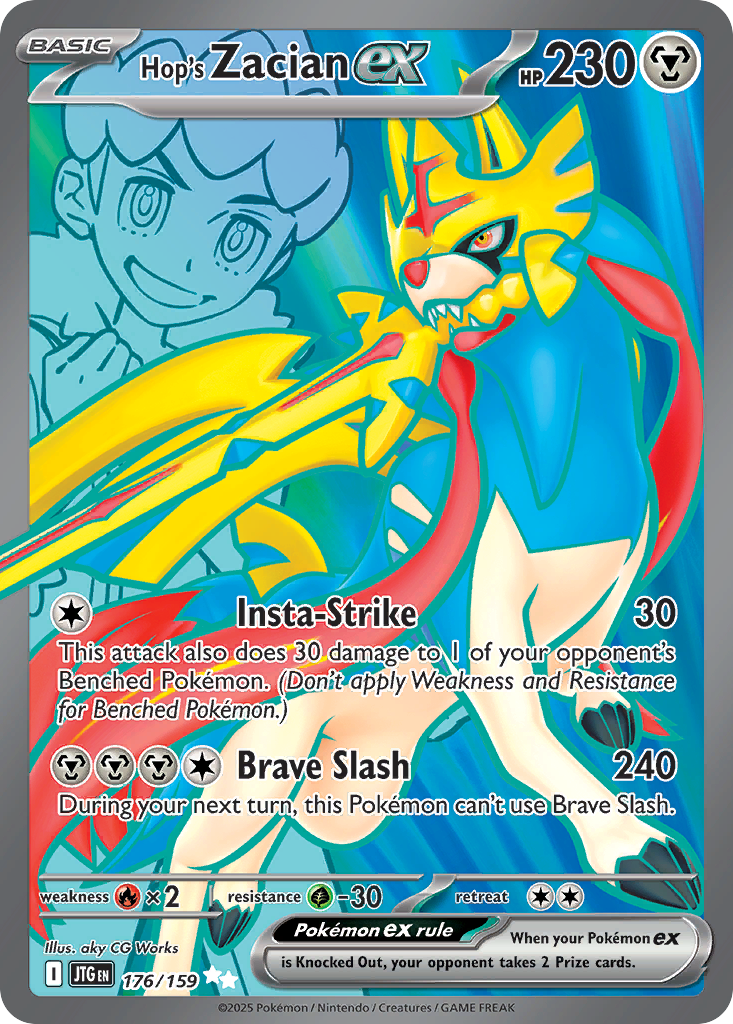 BASIC
Hop's Zacian ex HP 230
Insta-Strike 30
This attack also does 30 damage to 1 of your opponent's
Benched Pokémon. (Don't apply Weakness and Resistance
for Benched Pokémon.)
Brave Slash 240
During your next turn, this Pokémon can't use Brave Slash.
weakness ×2 resistance -30 retreat
Pokémon ex rule When your Pokémon ex
is Knocked Out, your opponent takes 2 Prize cards.
Illus. aky CG Works
I JTG EN 176/159
©2025 Pokémon / Nintendo / Creatures / GAME FREAK